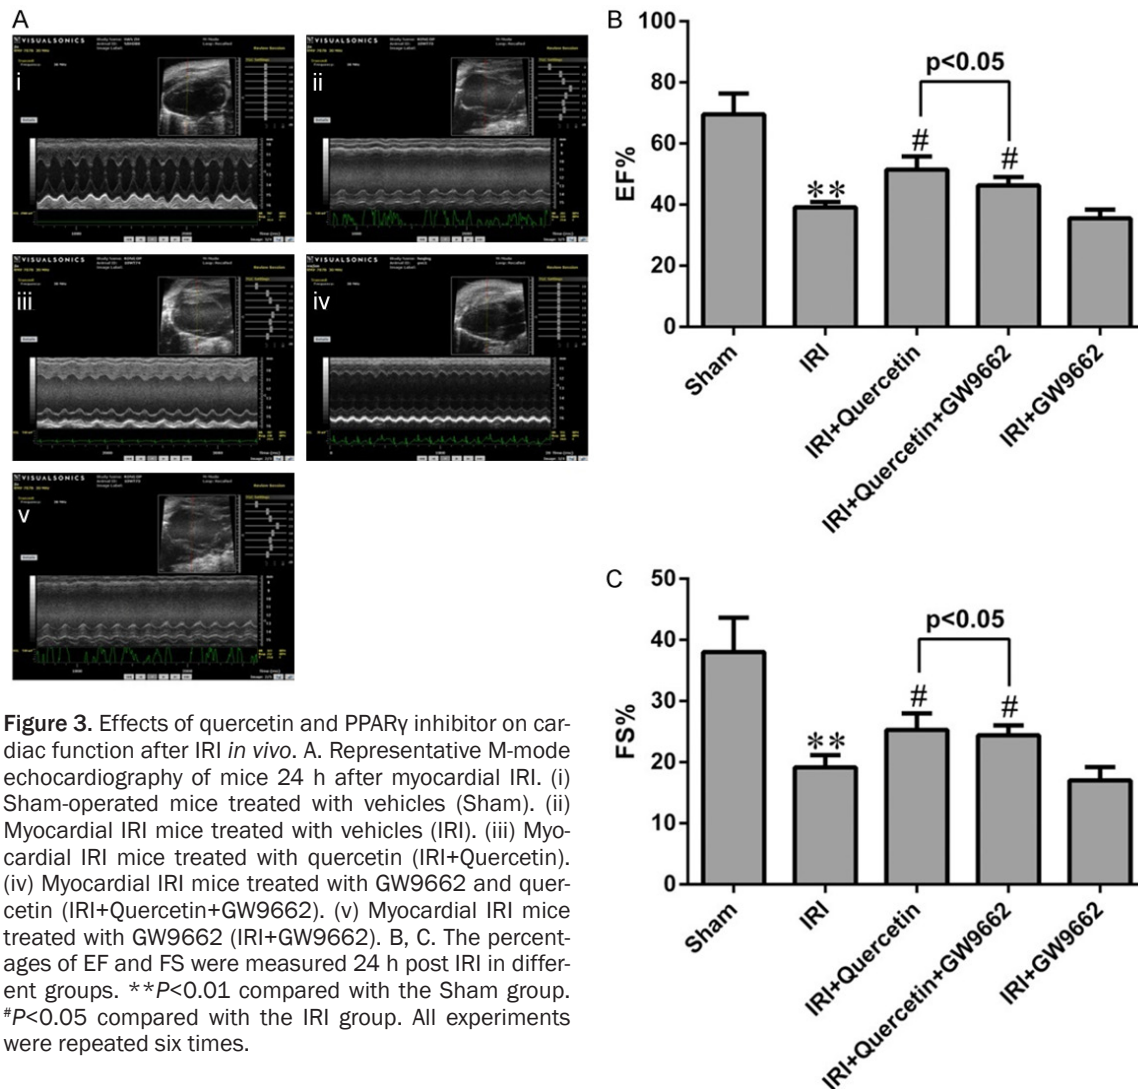 A
VISUALSONICS
i
VISUALSONICS
ii
VISUALSONICS
iii
VISUALSONICS
iv
VISUALSONICS
v
B
100
80
60
40
20
0
EF%
p<0.05
**
#
#
Sham
IRI
IRI+Quercetin
IRI+Quercetin+GW9662
IRI+GW9662
C
50
40
30
20
10
0
FS%
p<0.05
**
#
#
Sham
IRI
IRI+Quercetin
IRI+Quercetin+GW9662
IRI+GW9662
Figure 3. Effects of quercetin and PPARγ inhibitor on car-
diac function after IRI in vivo. A. Representative M-mode
echocardiography of mice 24 h after myocardial IRI. (i)
Sham-operated mice treated with vehicles (Sham). (ii)
Myocardial IRI mice treated with vehicles (IRI). (iii) Myo-
cardial IRI mice treated with quercetin (IRI+Quercetin).
(iv) Myocardial IRI mice treated with GW9662 and quer-
cetin (IRI+Quercetin+GW9662). (v) Myocardial IRI mice
treated with GW9662 (IRI+GW9662). B, C. The percent-
ages of EF and FS were measured 24 h post IRI in differ-
ent groups. **P<0.01 compared with the Sham group.
#P<0.05 compared with the IRI group. All experiments
were repeated six times.